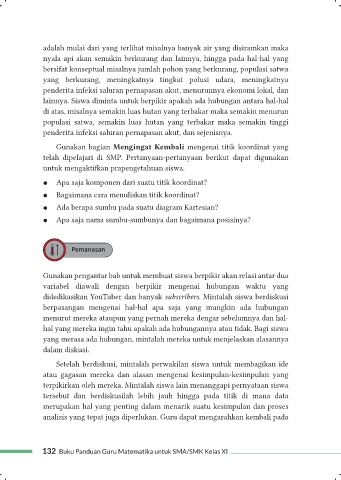 adalah mulai dari yang terlihat misalnya banyak air yang disiramkan maka
nyala api akan semakin berkurang dan lainnya, hingga pada hal-hal yang
bersifat konseptual misalnya jumlah pohon yang berkurang, populasi satwa
yang berkurang, meningkatnya tingkat polusi udara, meningkatnya
penderita infeksi saluran pernapasan akut, menurunnya ekonomi lokal, dan
lainnya. Siswa diminta untuk berpikir apakah ada hubungan antara hal-hal
di atas, misalnya semakin luas hutan yang terbakar maka semakin menurun
populasi satwa, semakin luas hutan yang terbakar maka semakin tinggi
penderita infeksi saluran pernapasan akut, dan sejenisnya.
Gunakan bagian Mengingat Kembali mengenai titik koordinat yang
telah dipelajari di SMP. Pertanyaan-pertanyaan berikut dapat digunakan
untuk mengaktifkan prapengetahuan siswa.
● Apa saja komponen dari suatu titik koordinat?
● Bagaimana cara menuliskan titik koordinat?
● Ada berapa sumbu pada suatu diagram Kartesian?
● Apa saja nama sumbu-sumbunya dan bagaimana posisinya?
Pemanasan
Gunakan pengantar bab untuk membuat siswa berpikir akan relasi antar dua
variabel diawali dengan berpikir mengenai hubungan waktu yang
didedikasikan YouTuber dan banyak subscribers. Mintalah siswa berdiskusi
berpasangan mengenai hal-hal apa saja yang mungkin ada hubungan
menurut mereka ataupun yang pernah mereka dengar sebelumnya dan hal-
hal yang mereka ingin tahu apakah ada hubungannya atau tidak. Bagi siswa
yang merasa ada hubungan, mintalah mereka untuk menjelaskan alasannya
dalam diskusi.
Setelah berdiskusi, mintalah perwakilan siswa untuk membagikan ide
atau gagasan mereka dan alasan mengenai kesimpulan-kesimpulan yang
terpikirkan oleh mereka. Mintalah siswa lain menanggapi pernyataan siswa
tersebut dan berdiskusilah lebih jauh hingga pada titik di mana data
merupakan hal yang penting dalam menarik suatu kesimpulan dan proses
analisis yang tepat juga diperlukan. Guru dapat mengarahkan kembali pada
132 Buku Panduan Guru Matematika untuk SMA/SMK Kelas XI